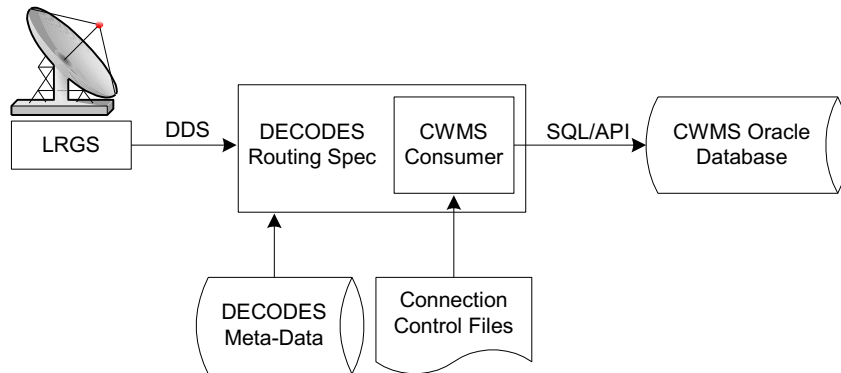 LRGS
DDS
DECODES
Routing Spec
CWMS
Consumer
SQL/API
CWMS Oracle
Database
DECODES
Meta-Data
Connection
Control Files